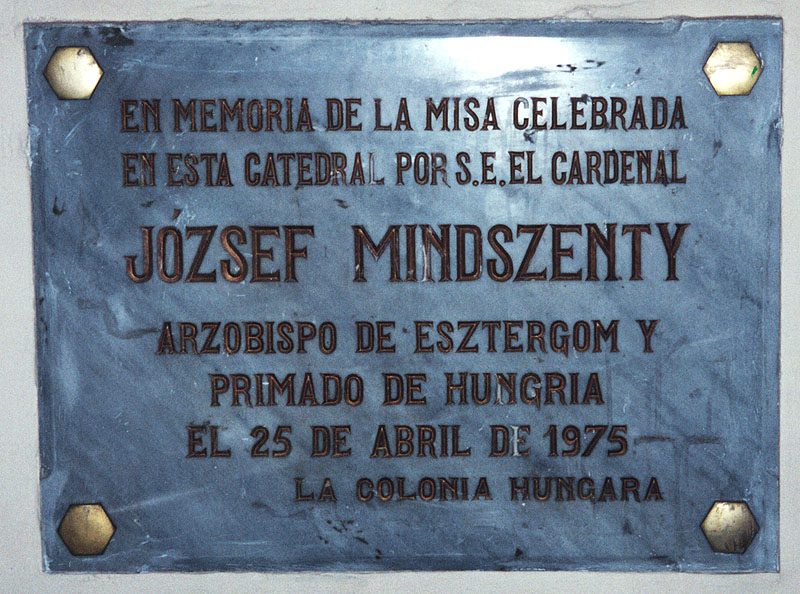 EN MEMORIA DE LA MISA CELEBRADA
EN ESTA CATEDRAL POR S.E. EL CARDENAL
JOZSEF MINDSZENTY
ARZOBISPO DE ESZTERGOM Y
PRIMADO DE HUNGRIA
EL 25 DE ABRIL DE 1975
LA COLONIA HUNGARA